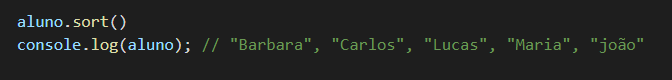 aluno.sort()
console.log(aluno); // "Barbara", "Carlos", "Lucas", "Maria", "joão"